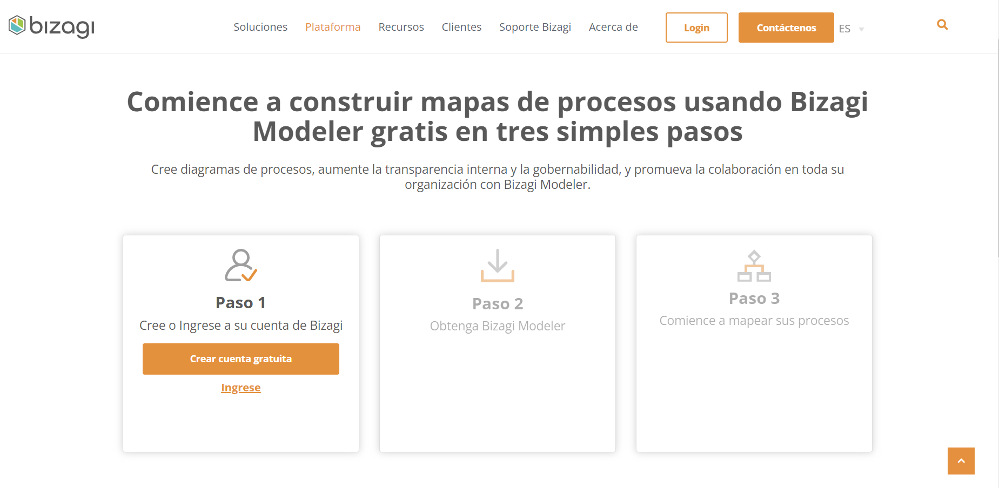 bizagi
Soluciones Plataforma Recursos Clientes Soporte Bizagi Acerca de Login Contáctenos ES
Comience a construir mapas de procesos usando Bizagi
Modeler gratis en tres simples pasos
Cree diagramas de procesos, aumente la transparencia interna y la gobernabilidad, y promueva la colaboración en toda su
organización con Bizagi Modeler.
Paso 1
Cree o Ingrese a su cuenta de Bizagi
Crear cuenta gratuita
Ingrese
Paso 2
Obtenga Bizagi Modeler
Paso 3
Comience a mapear sus procesos